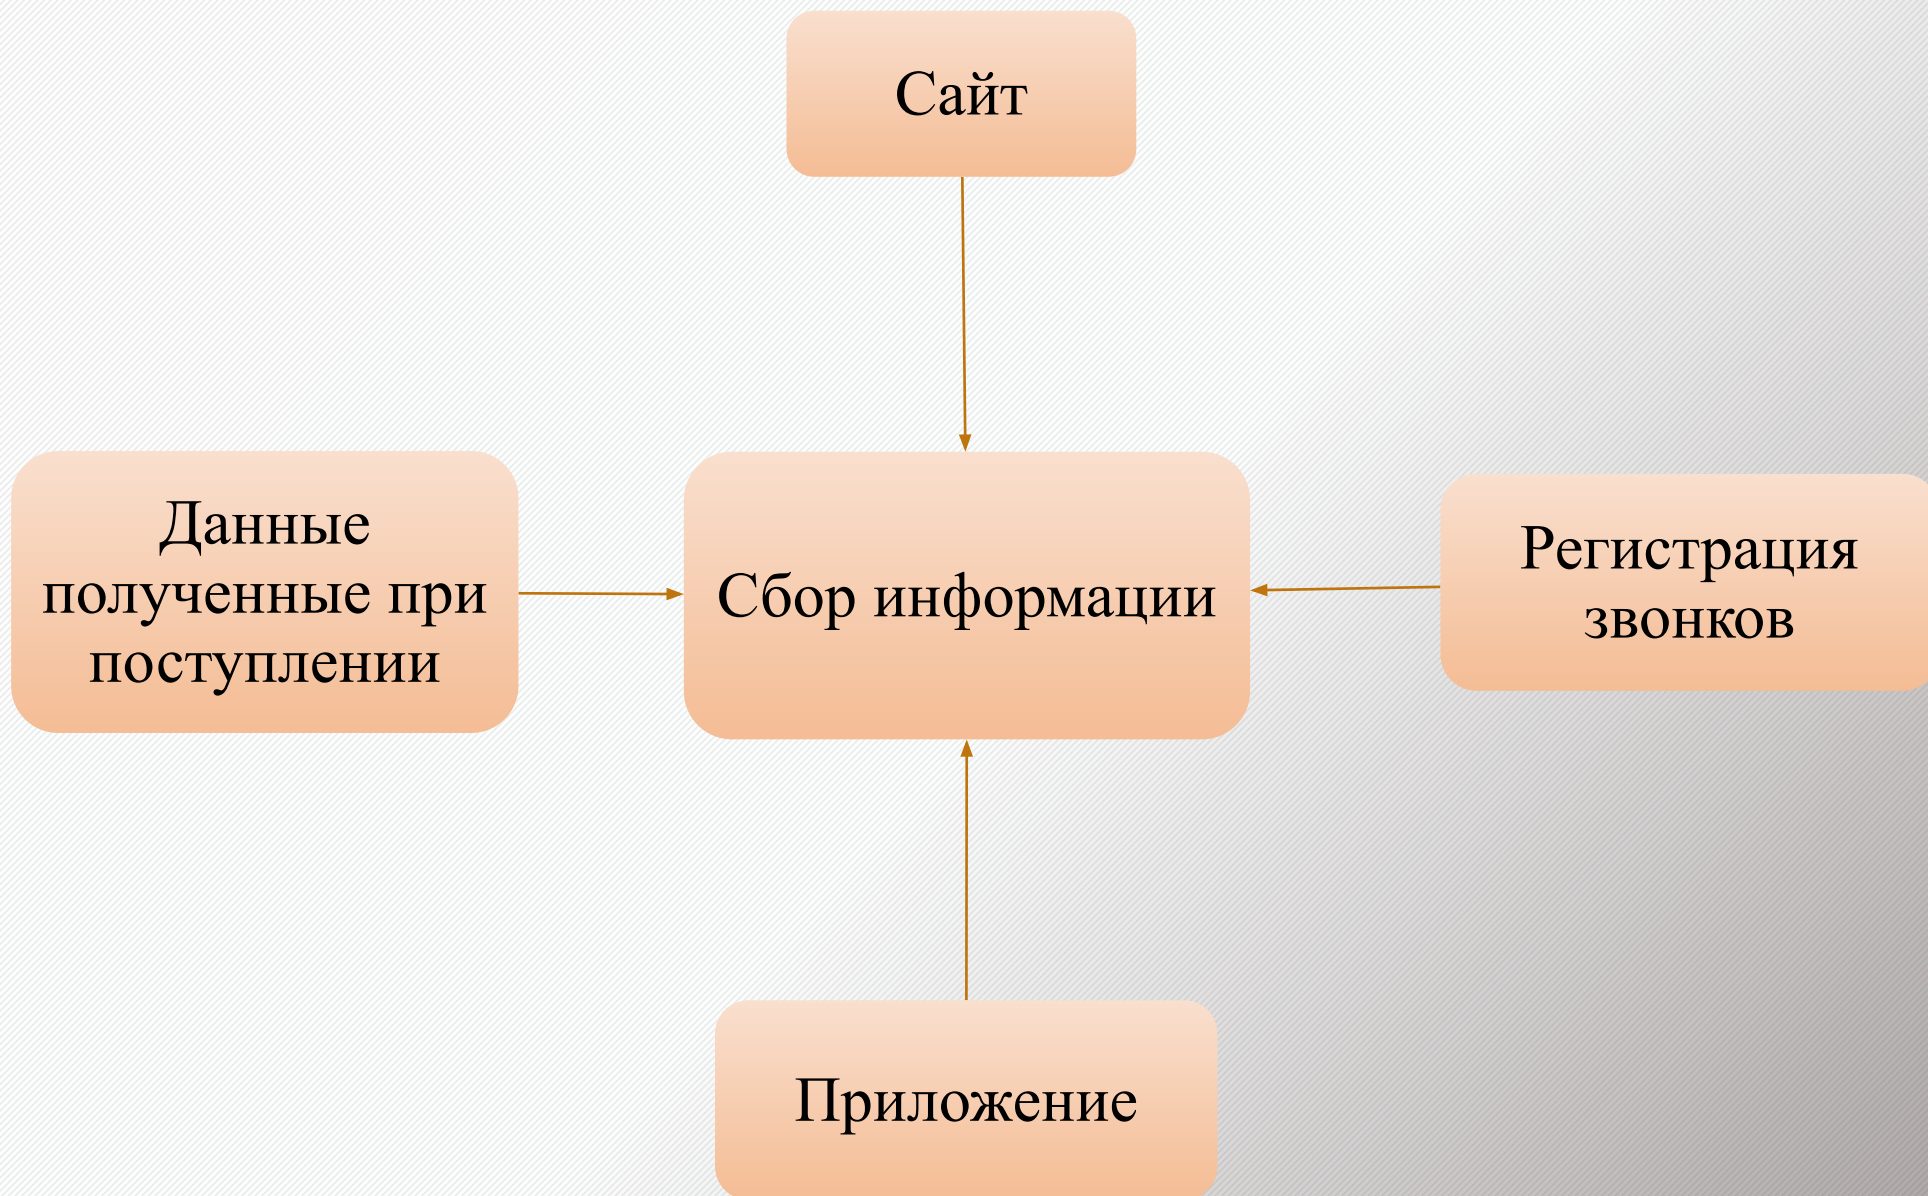 Сайт
Данные
полученные при
поступлении
Сбор информации
Регистрация
звонков
Приложение